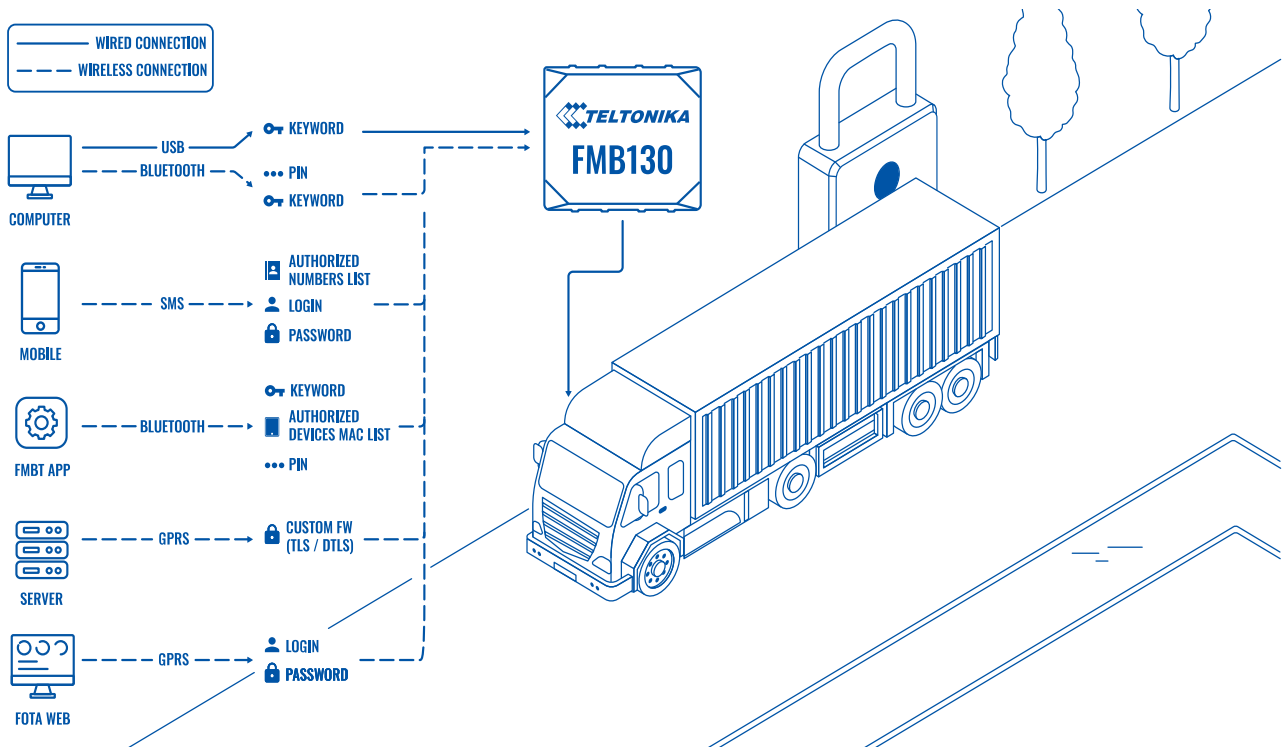 WIRED CONNECTION
WIRELESS CONNECTION
TELTONIKA
FMB130
USB
KEYWORD
BLUETOOTH
PIN
KEYWORD
COMPUTER
AUTHORIZED
NUMBERS LIST
SMS
LOGIN
PASSWORD
MOBILE
KEYWORD
BLUETOOTH
AUTHORIZED
DEVICES MAC LIST
PIN
FMBT APP
GPRS
CUSTOM FW
(TLS / DTLS)
SERVER
GPRS
LOGIN
PASSWORD
FOTA WEB